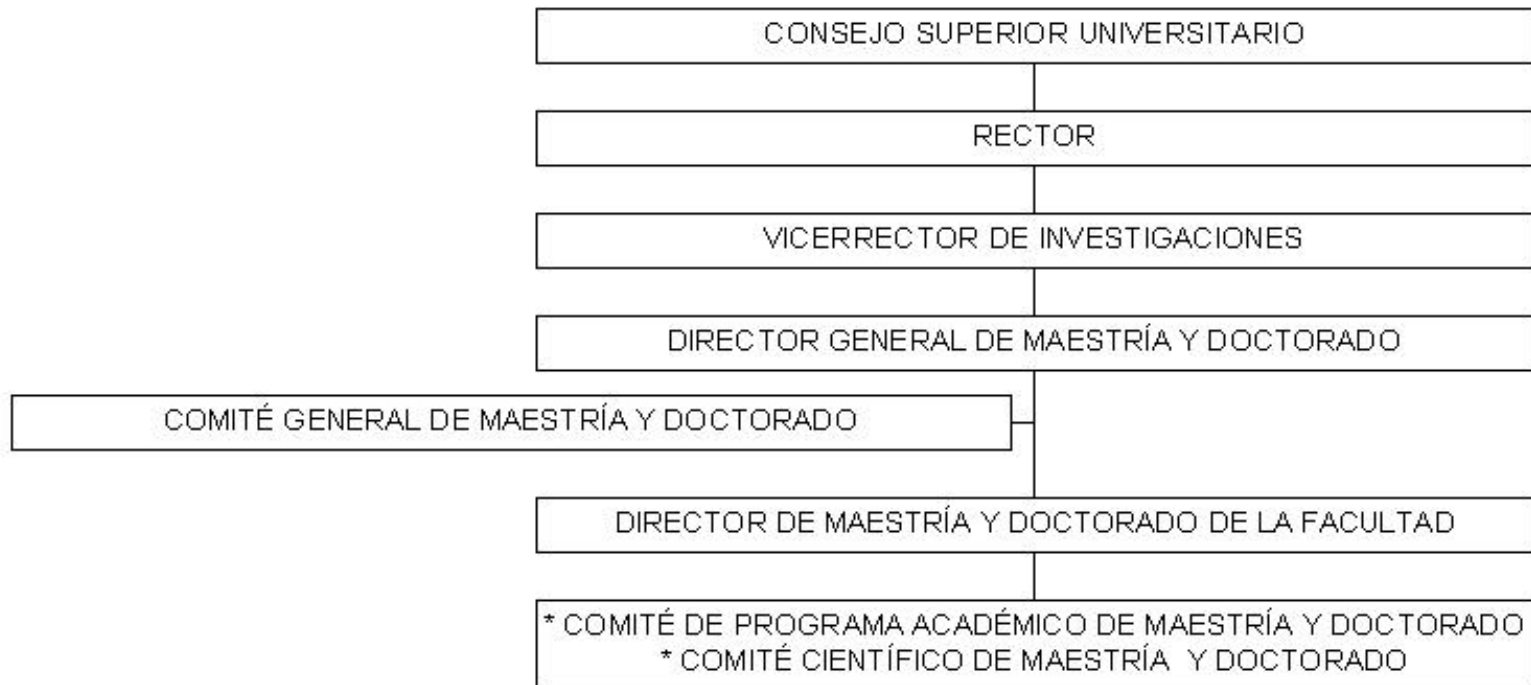 CONSEJO SUPERIOR UNIVERSITARIO
RECTOR
VICERRECTOR DE INVESTIGACIONES
DIRECTOR GENERAL DE MAESTRÍA Y DOCTORADO
COMITÉ GENERAL DE MAESTRÍA Y DOCTORADO
DIRECTOR DE MAESTRÍA Y DOCTORADO DE LA FACULTAD
* COMITÉ DE PROGRAMA ACADÉMICO DE MAESTRÍA Y DOCTORADO
* COMITÉ CIENTÍFICO DE MAESTRÍA Y DOCTORADO